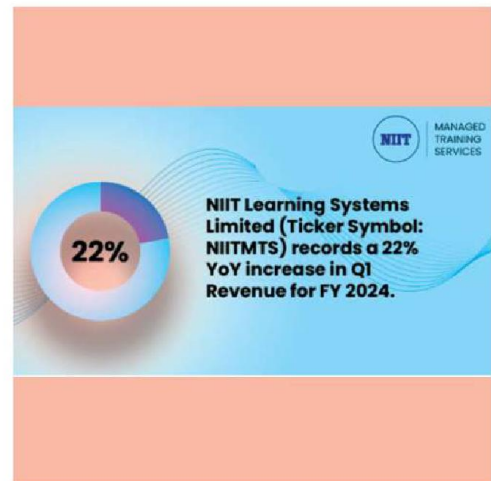 NIIT
MANAGED
TRAINING
SERVICES
22%
NIIT Learning Systems
Limited (Ticker Symbol:
NIITMTS) records a 22%
YoY increase in Q1
Revenue for FY 2024.